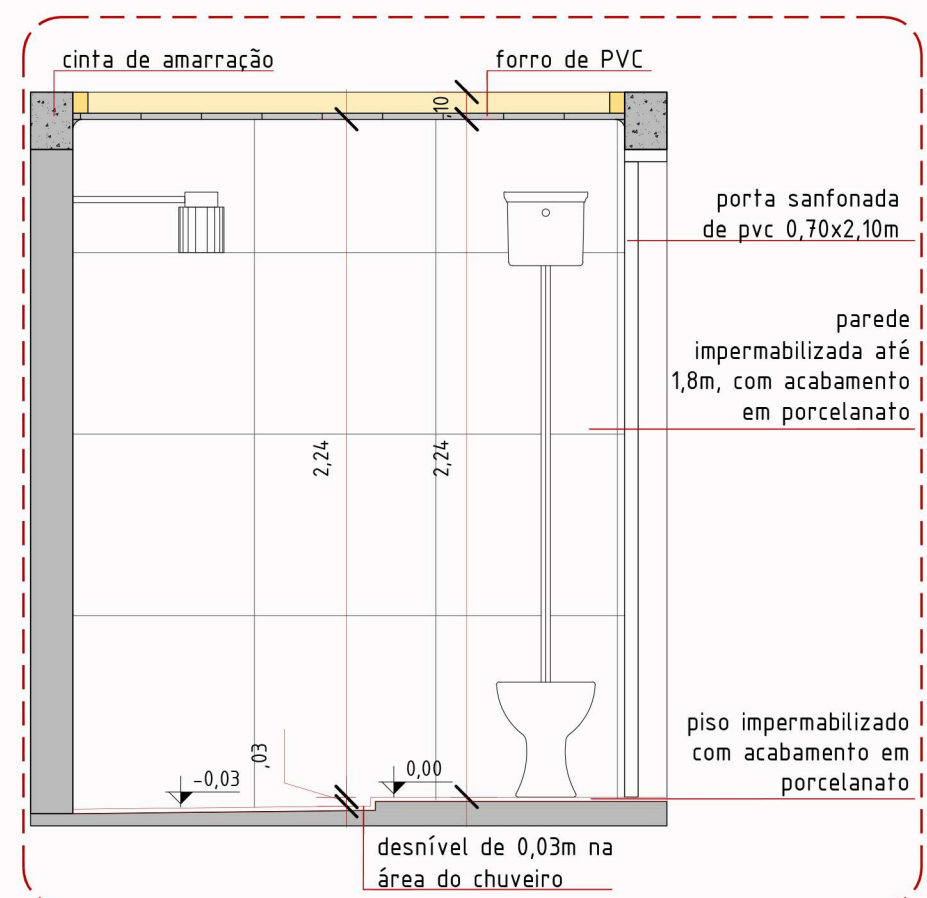 cinta de amarração
forro de PVC
,10
porta sanfonada
de pvc 0,70x2,10m
parede
impermabilizada até
1,8m, com acabamento
em porcelanato
2,24
2,24
piso impermabilizado
com acabamento em
porcelanato
,03
-0,03
0,00
desnível de 0,03m na
área do chuveiro